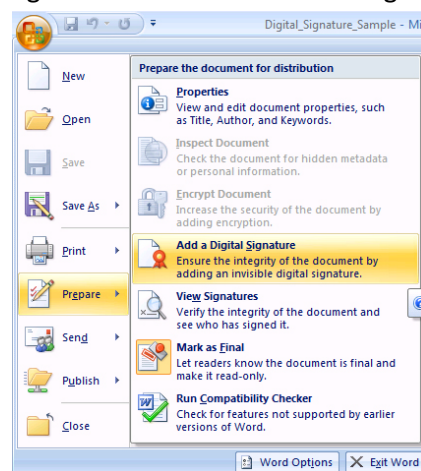 Digital_Signature_Sample - Mi
New
Open
Save
Save As
Print
Prepare
Send
Publish
Close
Prepare the document for distribution
Properties
View and edit document properties, such
as Title, Author, and Keywords.
Inspect Document
Check the document for hidden metadata
or personal information.
Encrypt Document
Increase the security of the document by
adding encryption.
Add a Digital Signature
Ensure the integrity of the document by
adding an invisible digital signature.
View Signatures
Verify the integrity of the document and
see who has signed it.
Mark as Final
Let readers know the document is final and
make it read-only.
Run Compatibility Checker
Check for features not supported by earlier
versions of Word.
Word Options
Exit Word